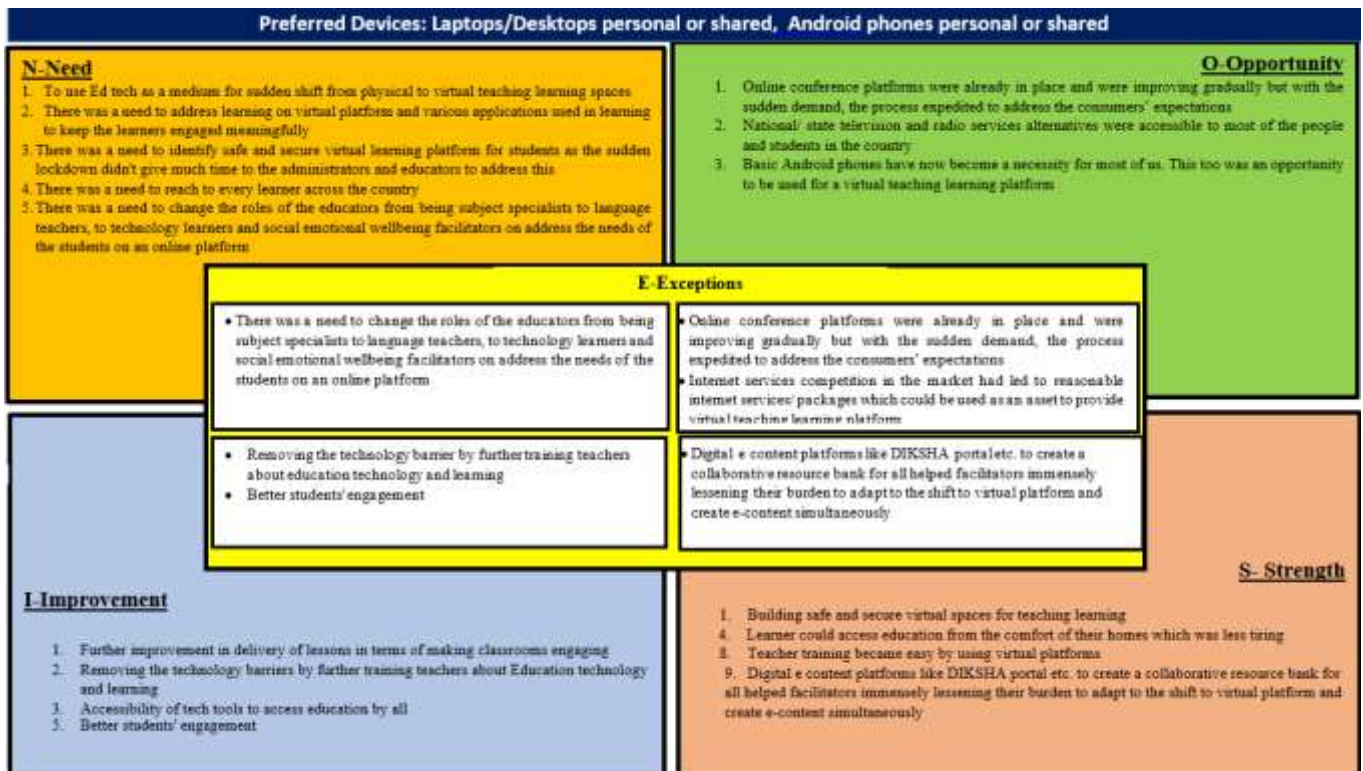 Preferred Devices: Laptops/Desktops personal or shared, Android phones personal or shared
N-Need
1. To use Ed tech as a medium for sudden shift from physical to virtual teaching learning spaces
2. There was a need to address learning on virtual platform and various applications used in learning
to keep the learners engaged meaningfully
3. There was a need to identify safe and secure virtual learning platform for students as the sudden
lockdown didn't give much time to the administrators and educators to address this
4. There was a need to reach to every learner across the country
5. There was a need to change the roles of the educators from being subject specialists to language
teachers, to technology learners and social emotional wellbeing facilitators on address the needs of
the students on an online platform
O-Opportunity
1. Online conference platforms were already in place and were improving gradually but with the
sudden demand, the process expedited to address the consumers' expectations
2. National/ state television and radio services alternatives were accessible to most of the people
and students in the country
3. Basic Android phones have now become a necessity for most of us. This too was an opportunity
to be used for a virtual teaching learning platform
E-Exceptions
• There was a need to change the roles of the educators from being
subject specialists to language teachers, to technology learners and
social emotional wellbeing facilitators on address the needs of the
students on an online platform
• Online conference platforms were already in place and were
improving gradually but with the sudden demand, the process
expedited to address the consumers' expectations
• Internet services competition in the market had led to reasonable
internet services/ packages which could be used as an asset to provide
virtual teaching learning platform
• Removing the technology barrier by further training teachers
about education technology and learning
• Better students' engagement
• Digital e content platforms like DIKSHA portal etc. to create a
collaborative resource bank for all helped facilitators immensely
lessening their burden to adapt to the shift to virtual platform and
create e-content simultaneously
I-Improvement
1. Further improvement in delivery of lessons in terms of making classrooms engaging
2. Removing the technology barriers by further training teachers about Education technology
and learning
3. Accessibility of tech tools to access education by all
5. Better students' engagement
S- Strength
1. Building safe and secure virtual spaces for teaching learning
4. Learner could access education from the comfort of their homes which was less tiring
8. Teacher training became easy by using virtual platforms
9. Digital e content platforms like DIKSHA portal etc. to create a collaborative resource bank for
all helped facilitators immensely lessening their burden to adapt to the shift to virtual platform and
create e-content simultaneously